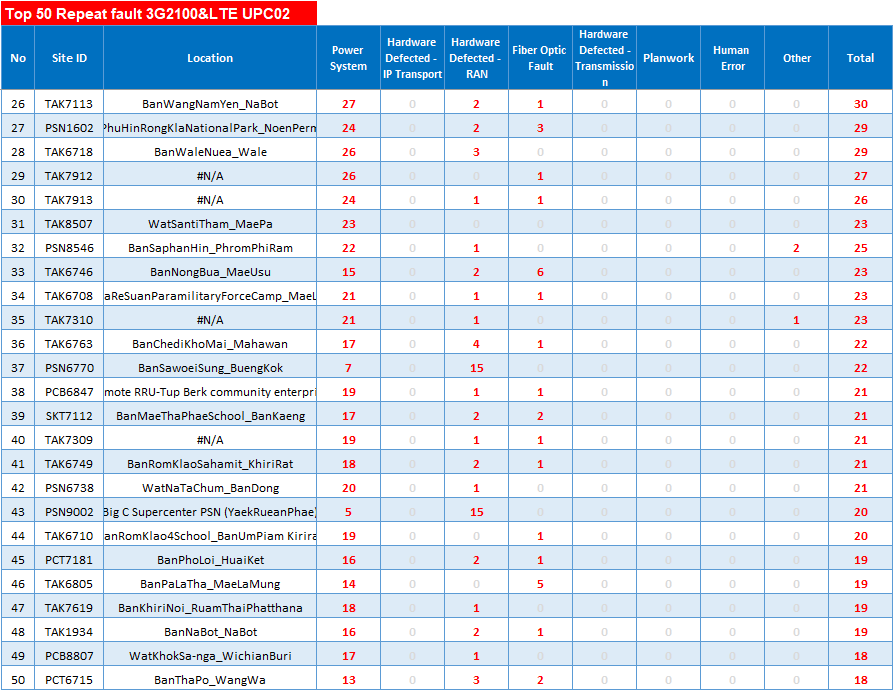 Top 50 Repeat fault 3G2100&LTE UPC02
No Site ID Location Power System Hardware Defected - IP Transport Hardware Defected - RAN Fiber Optic Fault Hardware Defected - Transmission Planwork Human Error Other Total
26 TAK7113 BanWangNamYen_NaBot 27 0 2 1 0 0 0 0 30
27 PSN1602 PhuHinRongKlaNationalPark_NoenPerm 24 0 2 3 0 0 0 0 29
28 TAK6718 BanWaleNuea_Wale 26 0 3 0 0 0 0 0 29
29 TAK7912 #N/A 26 0 0 1 0 0 0 0 27
30 TAK7913 #N/A 24 0 1 1 0 0 0 0 26
31 TAK8507 WatSantiTham_MaePa 23 0 0 0 0 0 0 0 23
32 PSN8546 BanSaphanHin_PhromPhiRam 22 0 1 0 0 0 0 2 25
33 TAK6746 BanNongBua_MaeUsu 15 0 2 6 0 0 0 0 23
34 TAK6708 aReSuanParamilitaryForceCamp_MaeL 21 0 1 1 0 0 0 0 23
35 TAK7310 #N/A 21 0 1 0 0 0 0 1 23
36 TAK6763 BanChediKhoMai_Mahawan 17 0 4 1 0 0 0 0 22
37 PSN6770 BanSawoeiSung_BuengKok 7 0 15 0 0 0 0 0 22
38 PCB6847 mote RRU-Tup Berk community enterpri 19 0 1 1 0 0 0 0 21
39 SKT7112 BanMaeThaPhaeSchool_BanKaeng 17 0 2 2 0 0 0 0 21
40 TAK7309 #N/A 19 0 1 1 0 0 0 0 21
41 TAK6749 BanRomKlaoSahamit_KhiriRat 18 0 2 1 0 0 0 0 21
42 PSN6738 WatNaTaChum_BanDong 20 0 1 0 0 0 0 0 21
43 PSN9002 Big C Supercenter PSN (YaekRueanPhae) 5 0 15 0 0 0 0 0 20
44 TAK6710 anRomKlao4School_BanUmPiam Kirira 19 0 0 1 0 0 0 0 20
45 PCT7181 BanPhoLoi_HuaiKet 16 0 2 1 0 0 0 0 19
46 TAK6805 BanPaLaTha_MaeLaMung 14 0 0 5 0 0 0 0 19
47 TAK7619 BanKhiriNoi_RuamThaiPhatthana 18 0 1 0 0 0 0 0 19
48 TAK1934 BanNaBot_NaBot 16 0 2 1 0 0 0 0 19
49 PCB8807 WatKhokSa-nga_WichianBuri 17 0 1 0 0 0 0 0 18
50 PCT6715 BanThaPo_WangWa 13 0 3 2 0 0 0 0 18